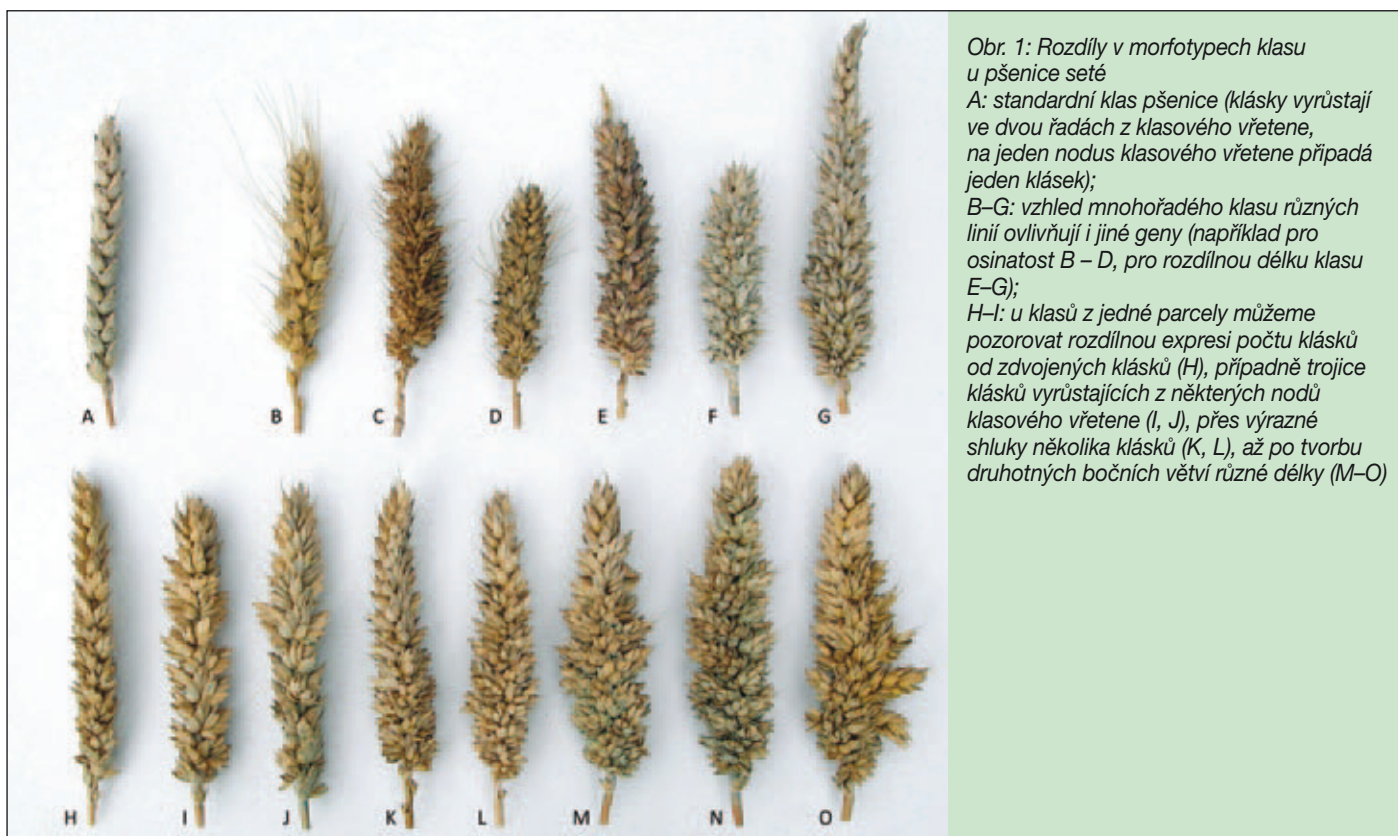 Obr. 1: Rozdíly v morfotypech klasu
u pšenice seté
A: standardní klas pšenice (klásky vyrůstají
ve dvou řadách z klasového vřetene,
na jeden nodus klasového vřetene připadá
jeden klásek);
B–G: vzhled mnohořadého klasu různých
linií ovlivňují i jiné geny (například pro
osinatost B – D, pro rozdílnou délku klasu
E–G);
H–I: u klasů z jedné parcely můžeme
pozorovat rozdílnou expresi počtu klásků
od zdvojených klásků (H), případně trojice
klásků vyrůstajících z některých nodů
klasového vřetene (I, J), přes výrazné
shluky několika klásků (K, L), až po tvorbu
druhotných bočních větví různé délky (M–O)
A B C D E F G
H I J K L M N O